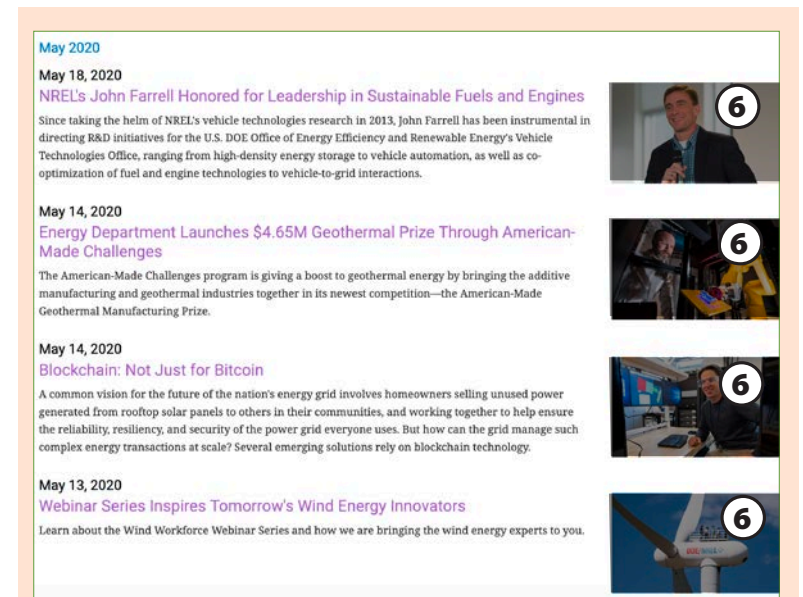 May 2020
May 18, 2020
NREL's John Farrell Honored for Leadership in Sustainable Fuels and Engines
6
Since taking the helm of NREL's vehicle technologies research in 2013, John Farrell has been instrumental in
directing R&D initiatives for the U.S. DOE Office of Energy Efficiency and Renewable Energy's Vehicle
Technologies Office, ranging from high-density energy storage to vehicle automation, as well as co-
optimization of fuel and engine technologies to vehicle-to-grid interactions.
May 14, 2020
Energy Department Launches $4.65M Geothermal Prize Through American-
Made Challenges
6
The American-Made Challenges program is giving a boost to geothermal energy by bringing the additive
manufacturing and geothermal industries together in its newest competition—the American-Made
Geothermal Manufacturing Prize.
May 14, 2020
Blockchain: Not Just for Bitcoin
6
A common vision for the future of the nation's energy grid involves homeowners selling unused power
generated from rooftop solar panels to others in their communities, and working together to help ensure
the reliability, resiliency, and security of the power grid everyone uses. But how can the grid manage such
complex energy transactions at scale? Several emerging solutions rely on blockchain technology.
May 13, 2020
Webinar Series Inspires Tomorrow's Wind Energy Innovators
6
Learn about the Wind Workforce Webinar Series and how we are bringing the wind energy experts to you.